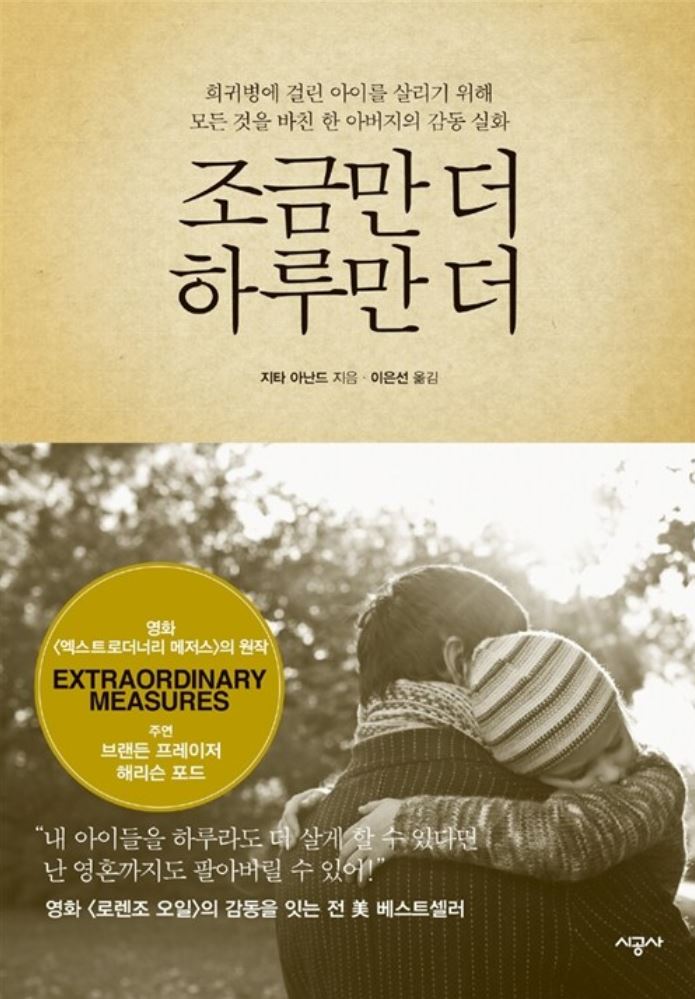 희귀병에 걸린 아이를 살리기 위해
모든 것을 바친 한 아버지의 감동 실화
조금만 더
하루만 더
지타 아난드 지음 · 이은선 옮김
영화
〈엑스트로더너리 메저스〉의 원작
EXTRAORDINARY
MEASURES
주연
브랜든 프레이저
해리슨 포드
“내 아이들을 하루라도 더 살게 할 수 있다면
난 영혼까지도 팔아버릴 수 있어!”
영화 〈로렌조 오일〉의 감동을 잇는 전 美 베스트셀러
시공사